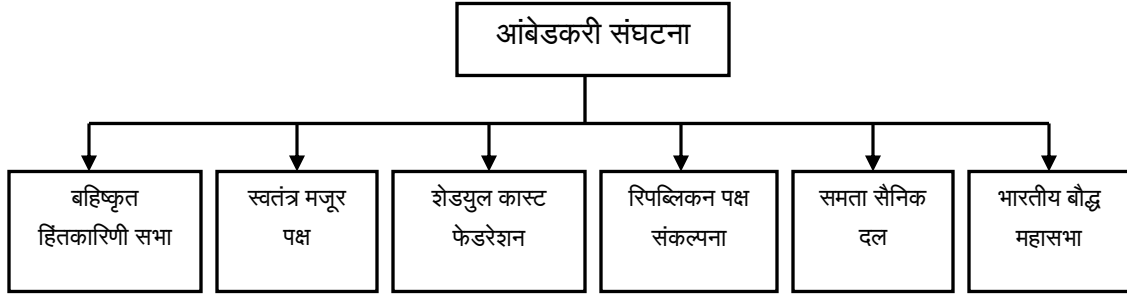 आंबेडकरी संघटना
बहिष्कृत
हिंतकारिणी सभा
स्वतंत्र मजूर
पक्ष
शेडयुल कास्ट
फेडरेशन
रिपब्लिकन पक्ष
संकल्पना
समता सैनिक
दल
भारतीय बौद्ध
महासभा